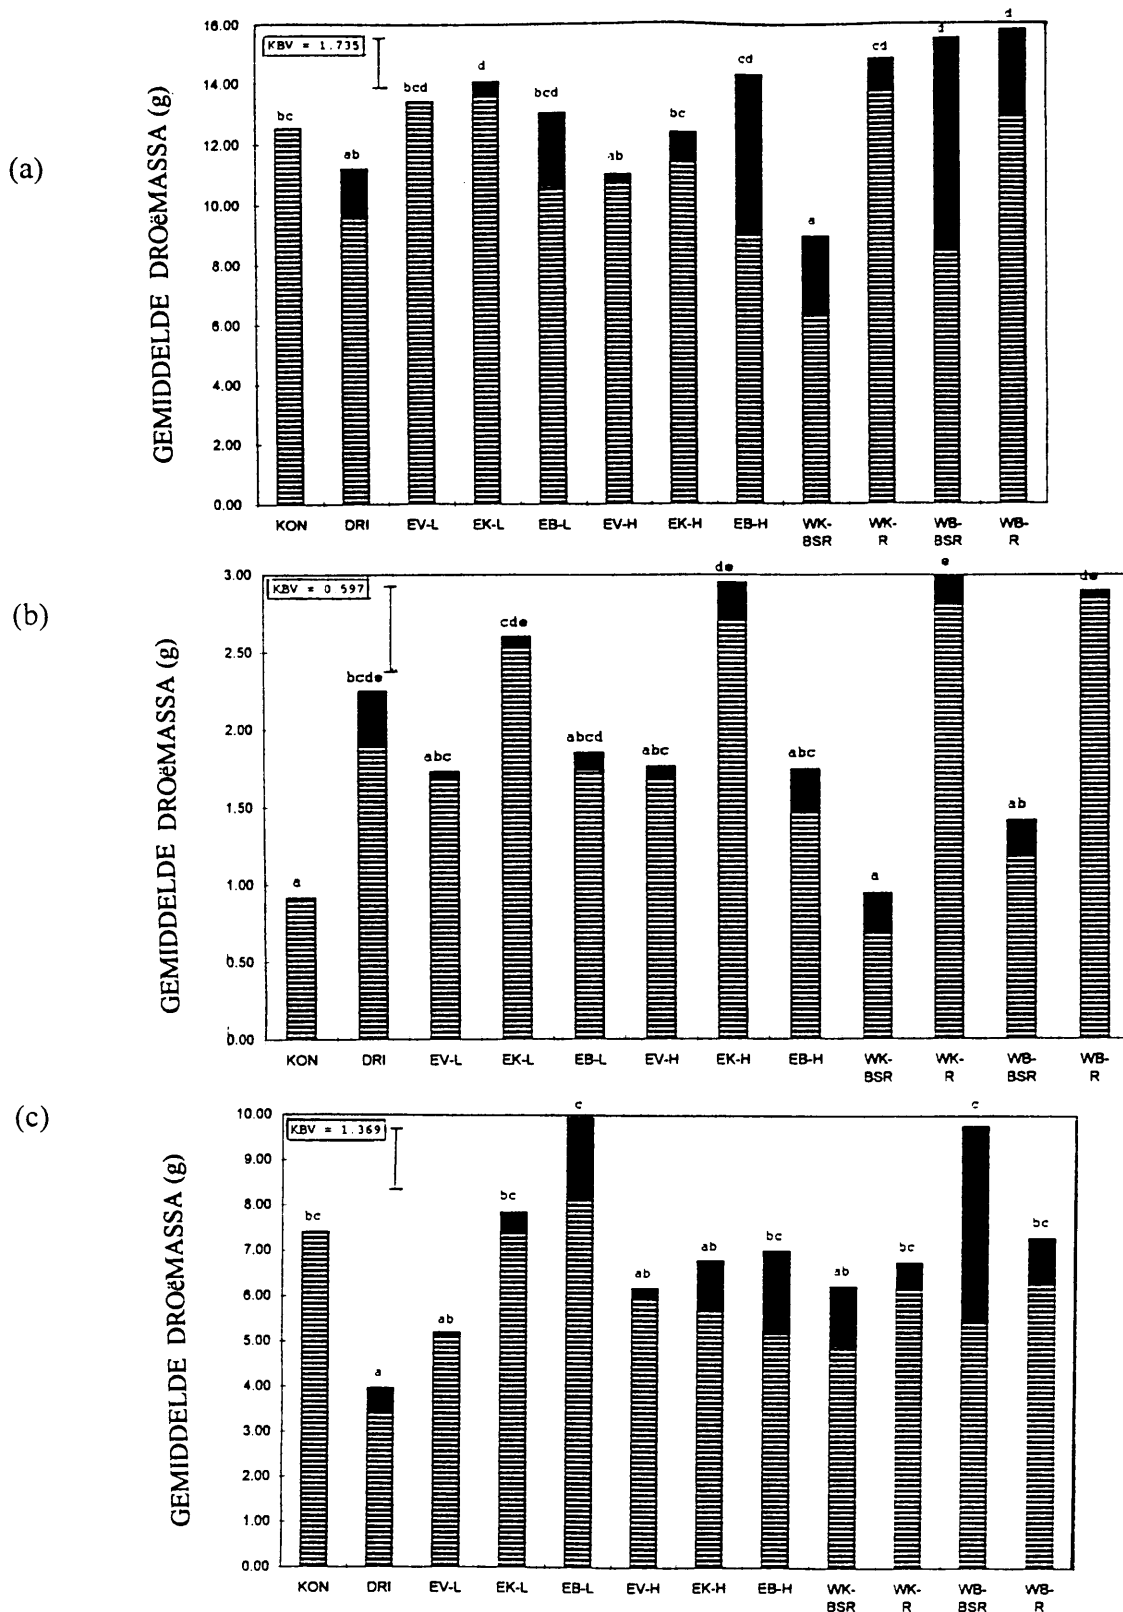 (a)
GEMIDDELDE DROëMASSA (g)
16.00
14.00
12.00
10.00
8.00
6.00
4.00
2.00
0.00
KBV = 1.735
bc
ab
bcd
d
bcd
ab
bc
cd
a
cd
d
d
KON DRI EV-L EK-L EB-L EV-H EK-H EB-H WK-BSR WK-R WB-BSR WB-R
(b)
GEMIDDELDE DROëMASSA (g)
3.00
2.50
2.00
1.50
1.00
0.50
0.00
KBV = 0.597
a
bcde
abc
cde
abcd
abc
de
abc
a
e
ab
de
KON DRI EV-L EK-L EB-L EV-H EK-H EB-H WK-BSR WK-R WB-BSR WB-R
(c)
GEMIDDELDE DROëMASSA (g)
10.00
9.00
8.00
7.00
6.00
5.00
4.00
3.00
2.00
1.00
0.00
KBV = 1.369
bc
a
ab
bc
c
ab
ab
bc
ab
bc
c
bc
KON DRI EV-L EK-L EB-L EV-H EK-H EB-H WK-BSR WK-R WB-BSR WB-R